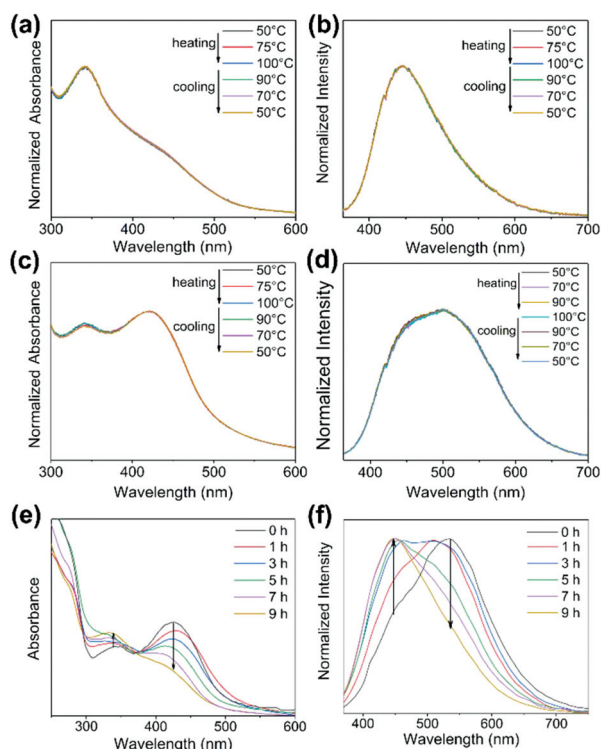 (a)
50°C
heating
75°C
100°C
cooling
90°C
70°C
50°C
Normalized Absorbance
300 400 500 600
Wavelength (nm)
(b)
50°C
heating
75°C
100°C
cooling
90°C
70°C
50°C
Normalized Intensity
400 500 600 700
Wavelength (nm)
(c)
50°C
heating
75°C
100°C
cooling
90°C
70°C
50°C
Normalized Absorbance
300 400 500 600
Wavelength (nm)
(d)
50°C
70°C
heating
90°C
100°C
cooling
90°C
70°C
50°C
Normalized Intensity
400 500 600 700
Wavelength (nm)
(e)
0 h
1 h
3 h
5 h
7 h
9 h
Absorbance
300 400 500 600
Wavelength (nm)
(f)
0 h
1 h
3 h
5 h
7 h
9 h
Normalized Intensity
400 500 600 700
Wavelength (nm)